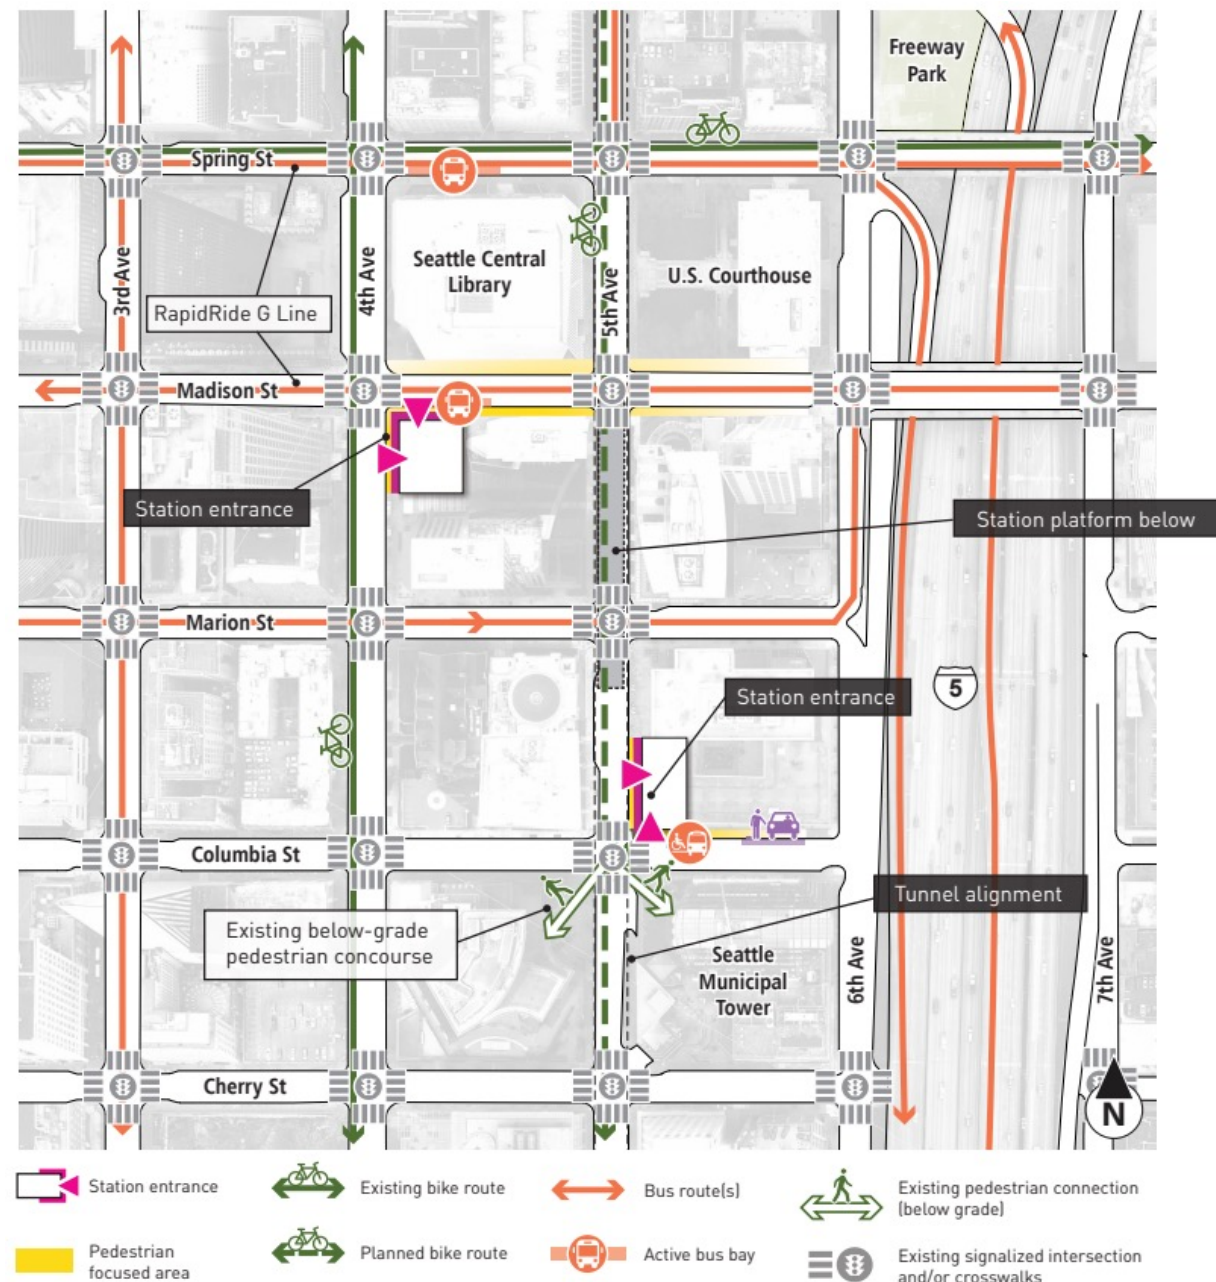 Freeway
Park
Spring St
3rd Ave
4th Ave
Seattle Central
Library
5th Ave
U.S. Courthouse
RapidRide G Line
Madison St
Station entrance
Station platform below
Marion St
5
Station entrance
Columbia St
Tunnel alignment
Existing below-grade
pedestrian concourse
Seattle
Municipal
Tower
6th Ave
7th Ave
Cherry St
N
Station entrance
Existing bike route
Bus route(s)
Existing pedestrian connection
(below grade)
Pedestrian
focused area
Planned bike route
Active bus bay
Existing signalized intersection
and/or crosswalks